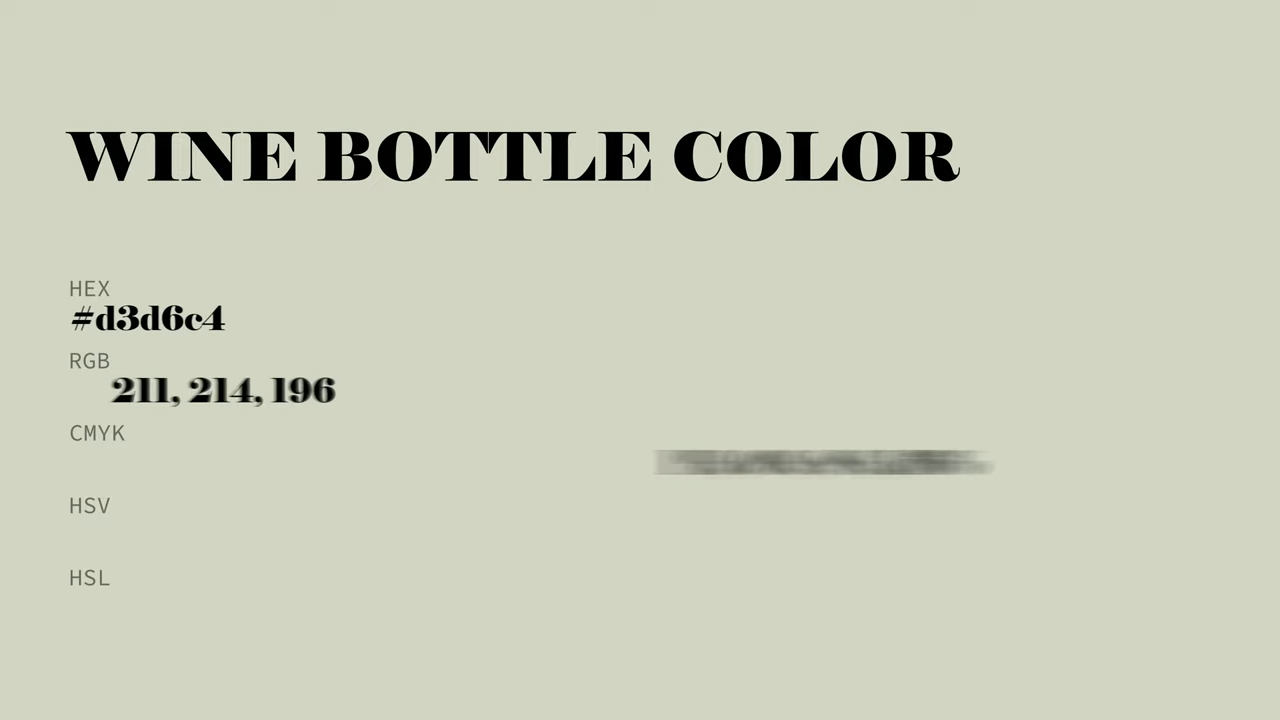 WINE BOTTLE COLOR
HEX
#d3d6c4
RGB
211, 214, 196
CMYK
HSV
HSL